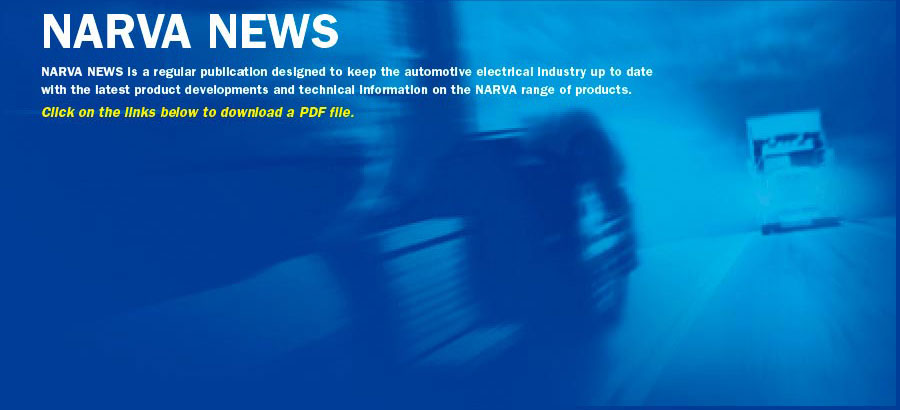 NARVA NEWS
NARVA NEWS is a regular publication designed to keep the automotive electrical industry up to date
with the latest product developments and technical information on the NARVA range of products.
Click on the links below to download a PDF file.